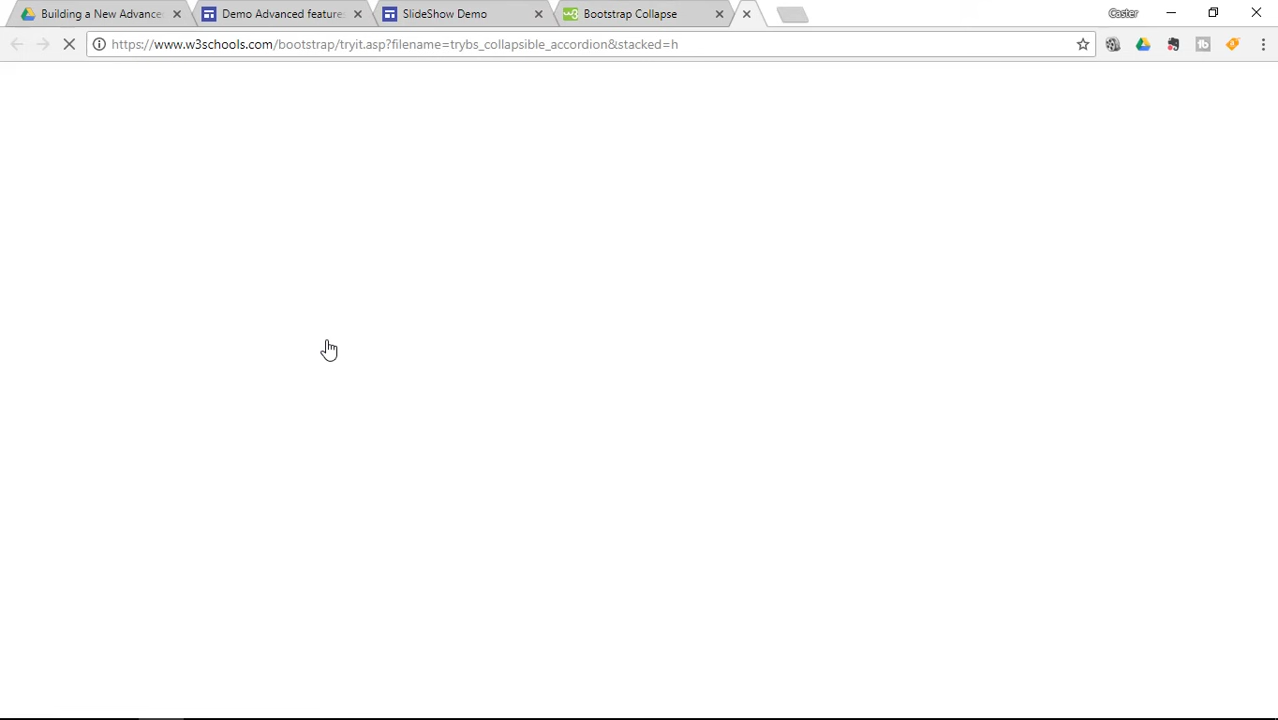 Building a New Advance
Demo Advanced feature
SlideShow Demo
Bootstrap Collapse
Caster
https://www.w3schools.com/bootstrap/tryit.asp?filename=trybs_collapsible_accordion&stacked=h